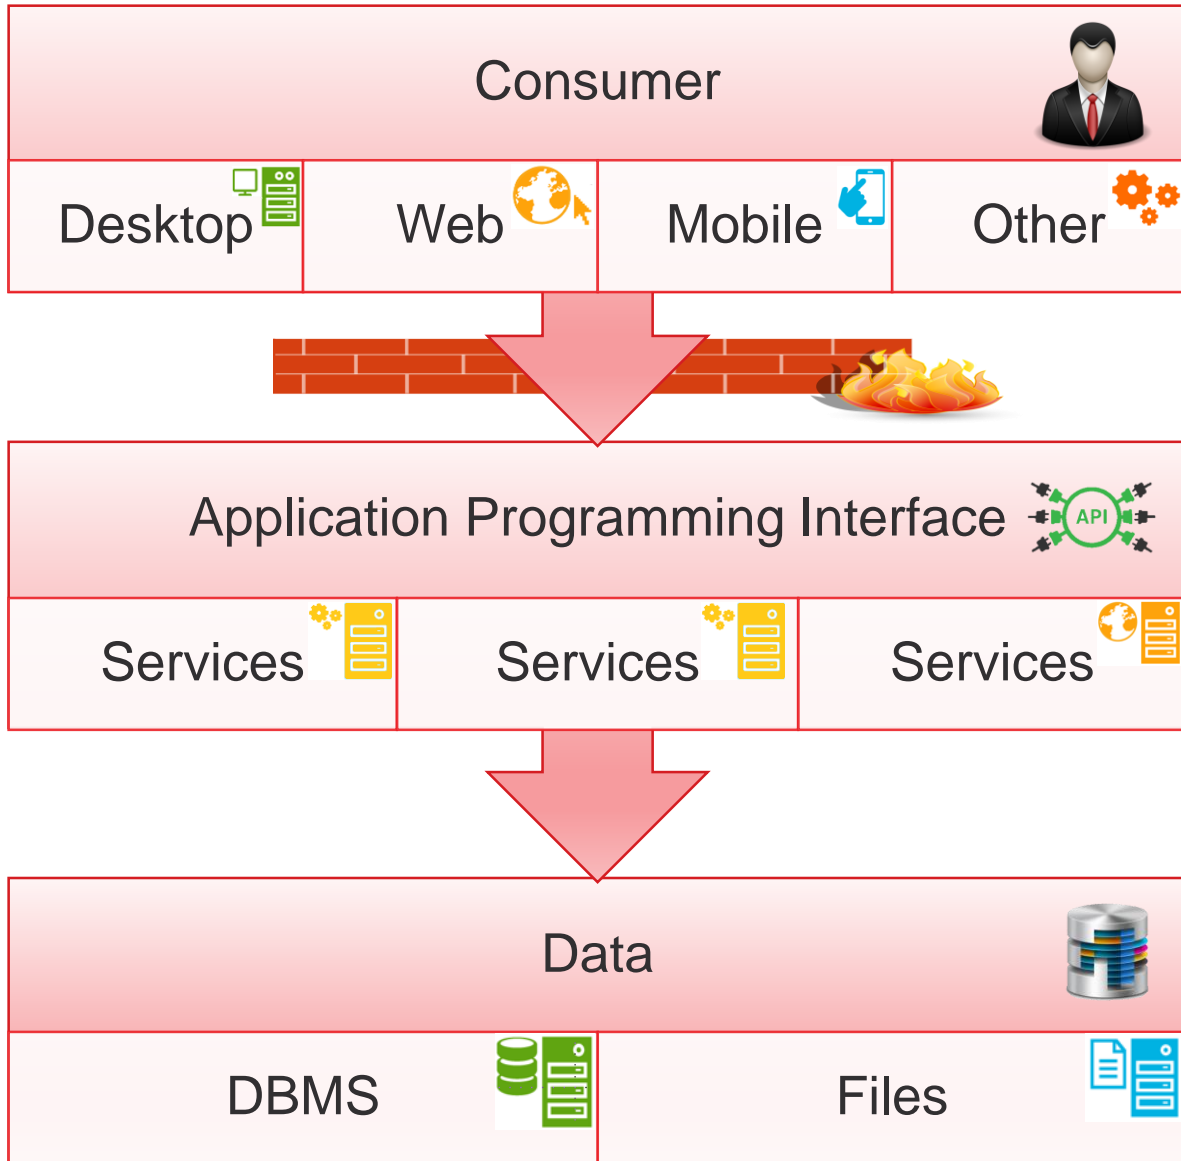 Consumer
Desktop
Web
Mobile
Other
Application Programming Interface
API
Services
Services
Services
Data
DBMS
Files